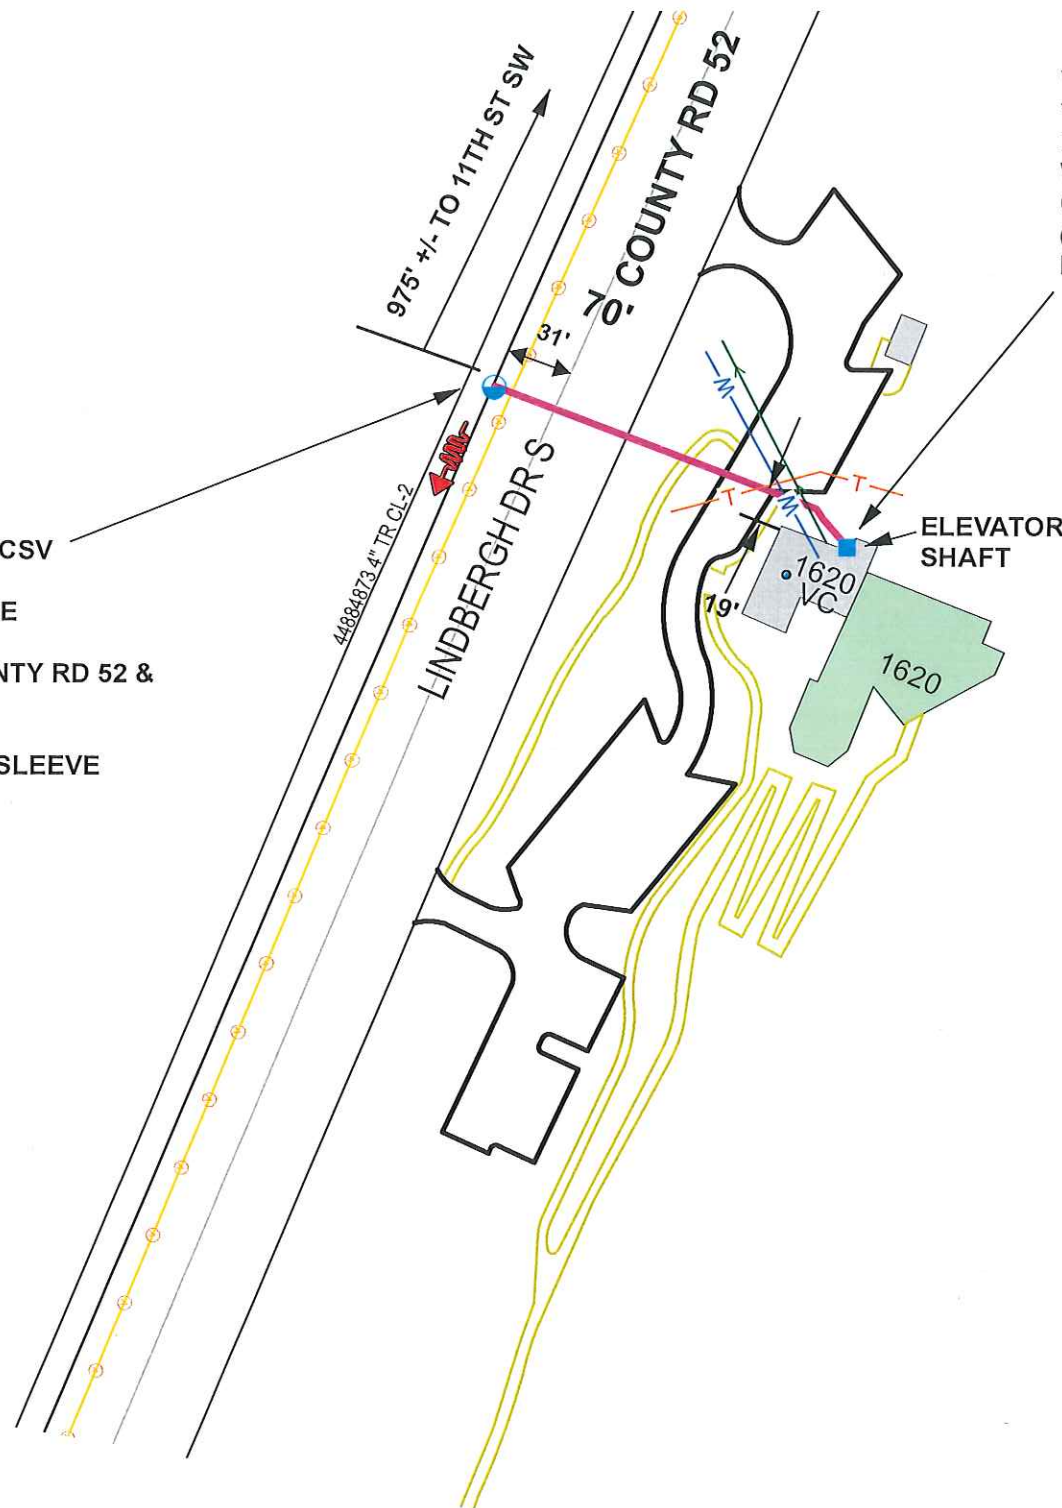 975' +/- TO 11TH ST SW
COUNTY RD 52
70'
31'
W
T
T
W
CSV
ELEVATOR
SHAFT
44884873 4" TR CL-2
LINDBERGH DR S
1620
VC
19'
E
NTY RD 52 &
1620
SLEEVE